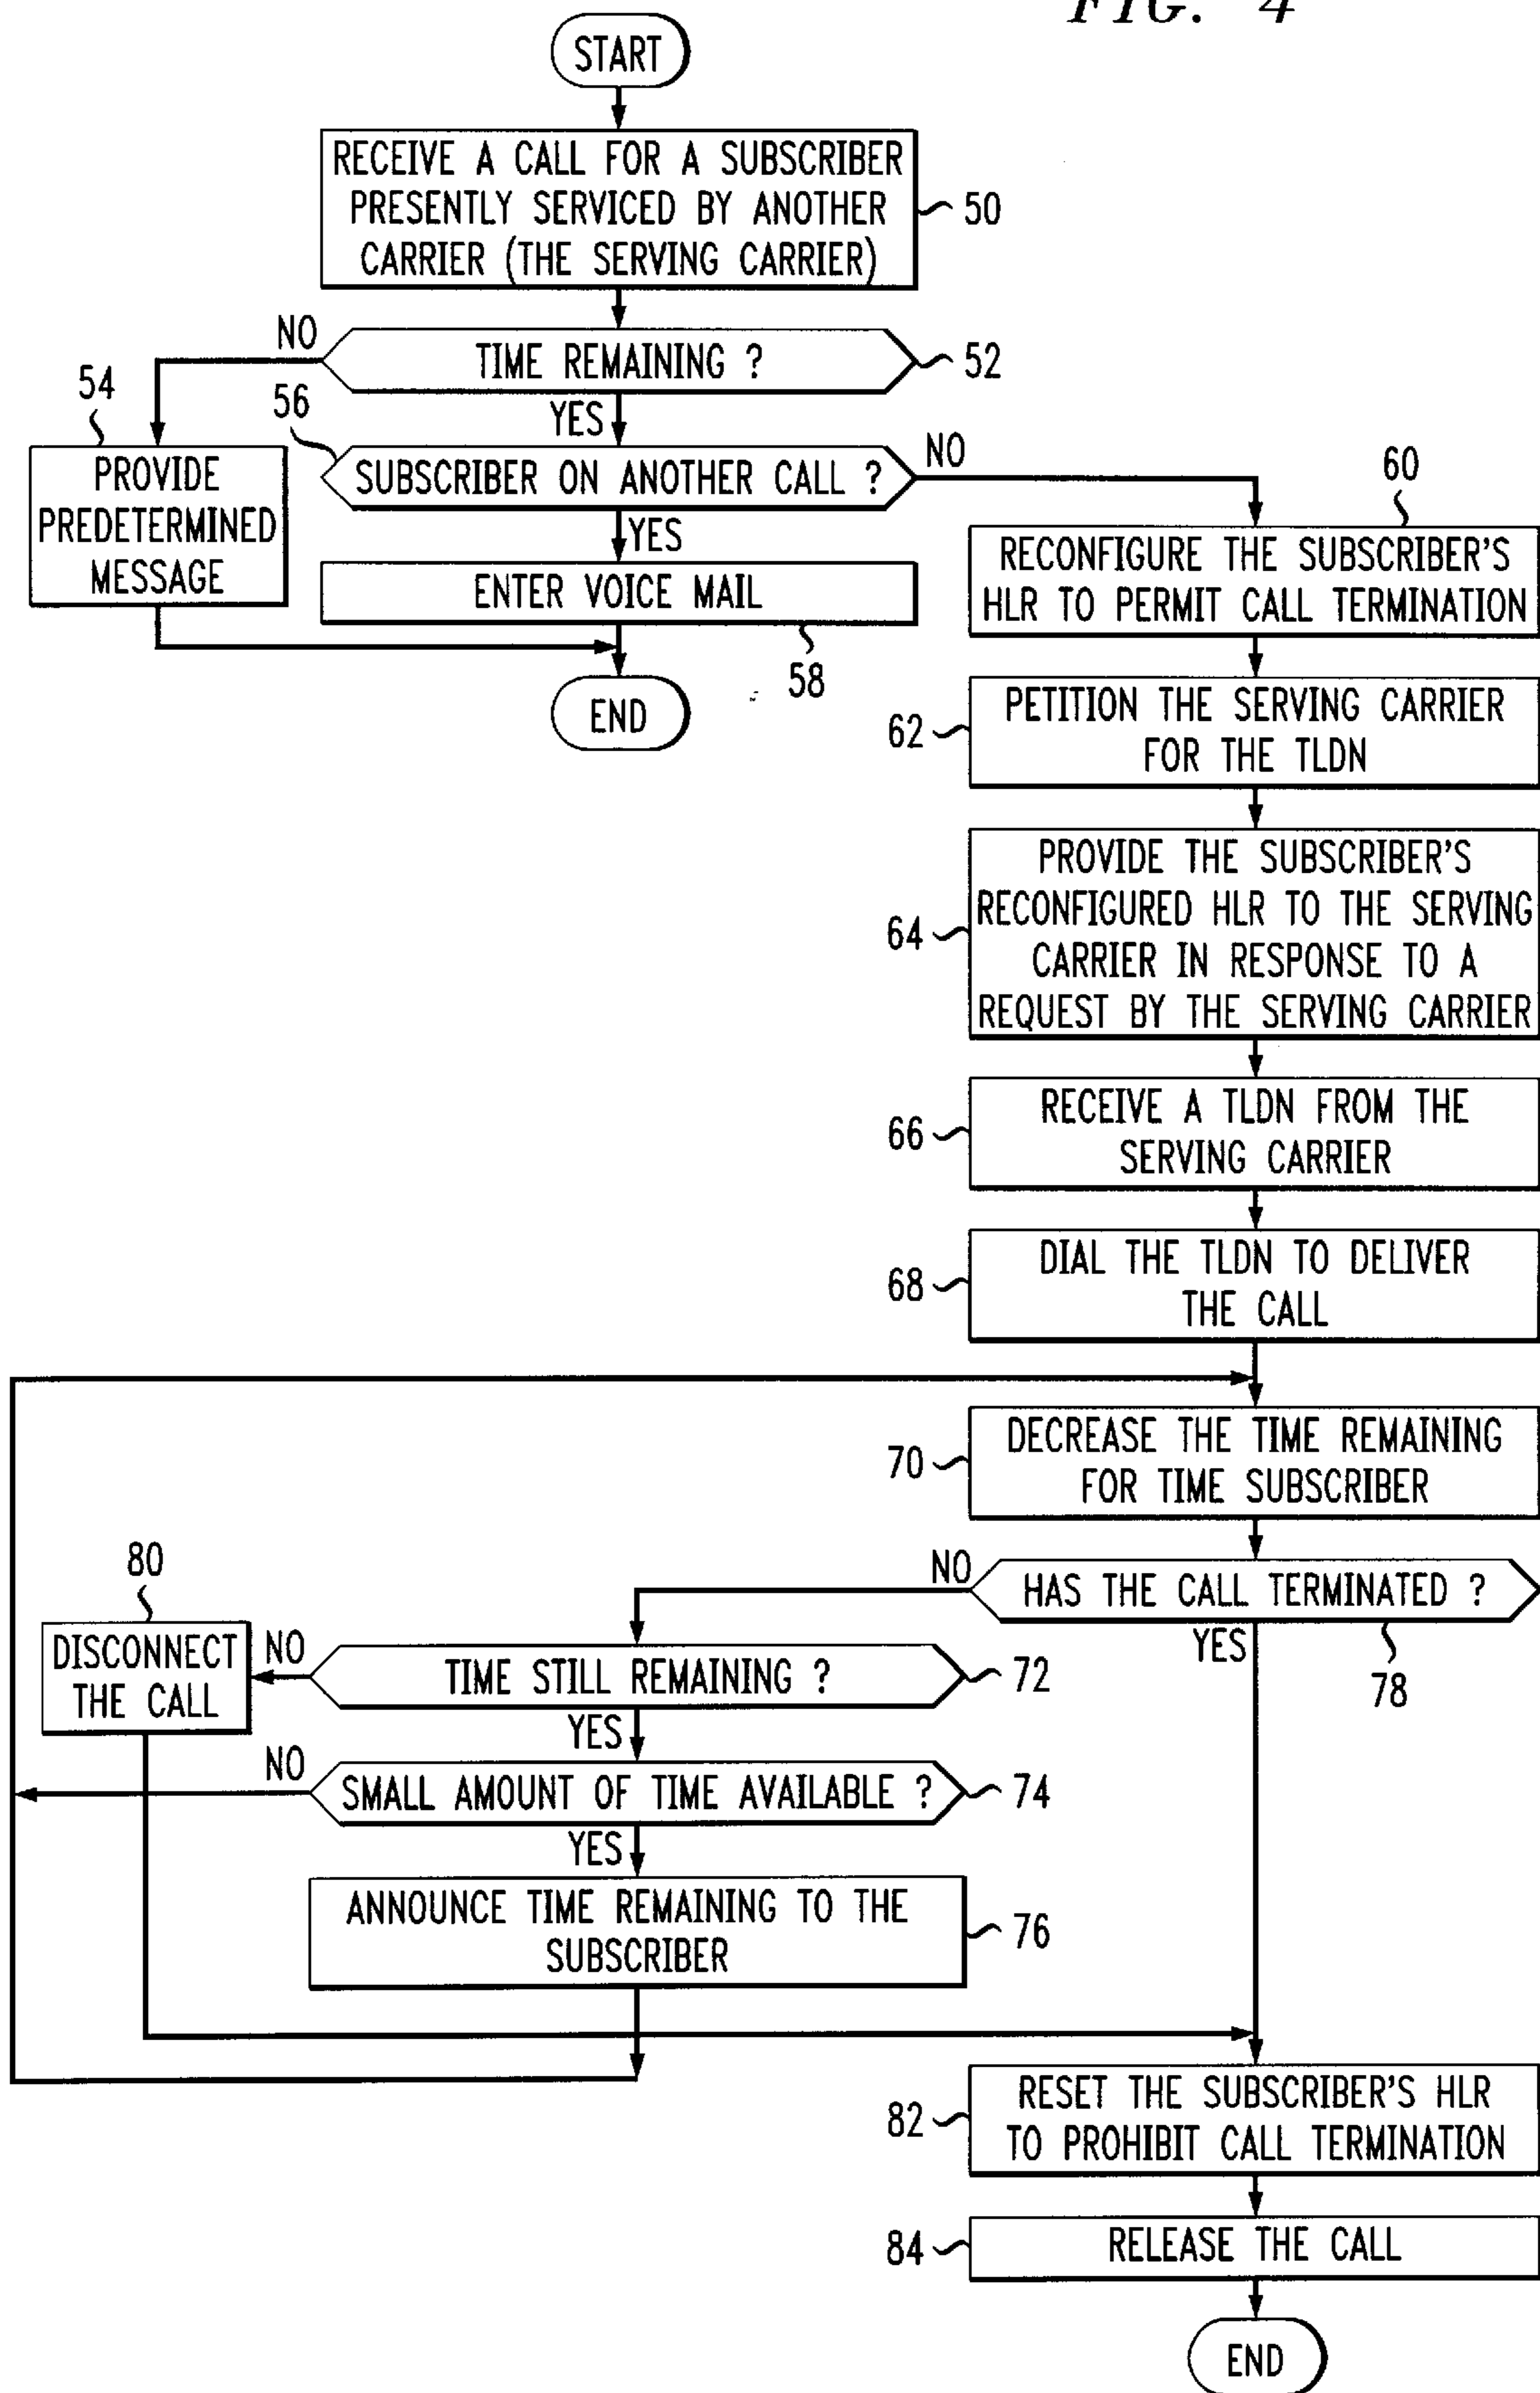 FIG. 4
START
RECEIVE A CALL FOR A SUBSCRIBER
PRESENTLY SERVICED BY ANOTHER
CARRIER (THE SERVING CARRIER)
50
NO
TIME REMAINING ?
52
54
56
YES
PROVIDE
PREDETERMINED
MESSAGE
SUBSCRIBER ON ANOTHER CALL ?
NO
60
YES
ENTER VOICE MAIL
58
END
RECONFIGURE THE SUBSCRIBER'S
HLR TO PERMIT CALL TERMINATION
62
PETITION THE SERVING CARRIER
FOR THE TLDN
64
PROVIDE THE SUBSCRIBER'S
RECONFIGURED HLR TO THE SERVING
CARRIER IN RESPONSE TO A
REQUEST BY THE SERVING CARRIER
66
RECEIVE A TLDN FROM THE
SERVING CARRIER
68
DIAL THE TLDN TO DELIVER
THE CALL
70
DECREASE THE TIME REMAINING
FOR TIME SUBSCRIBER
80
NO
HAS THE CALL TERMINATED ?
YES
78
DISCONNECT
THE CALL
NO
TIME STILL REMAINING ?
72
YES
NO
SMALL AMOUNT OF TIME AVAILABLE ?
74
YES
ANNOUNCE TIME REMAINING TO THE
SUBSCRIBER
76
82
RESET THE SUBSCRIBER'S HLR
TO PROHIBIT CALL TERMINATION
84
RELEASE THE CALL
END